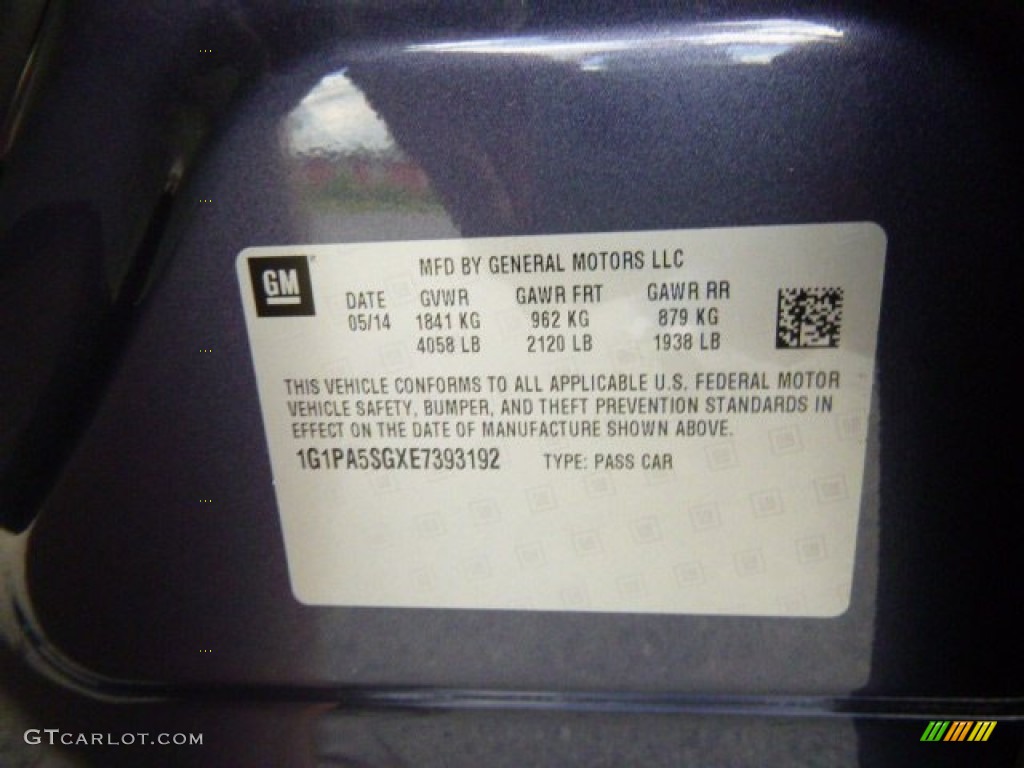 GM
MFD BY GENERAL MOTORS LLC
DATE GVWR GAWR FRT GAWR RR
05/14 1841 KG 962 KG 879 KG
4058 LB 2120 LB 1938 LB
THIS VEHICLE CONFORMS TO ALL APPLICABLE U.S. FEDERAL MOTOR
VEHICLE SAFETY, BUMPER, AND THEFT PREVENTION STANDARDS IN
EFFECT ON THE DATE OF MANUFACTURE SHOWN ABOVE.
1G1PA5SGXE7393192 TYPE: PASS CAR
GTCARLOT.COM